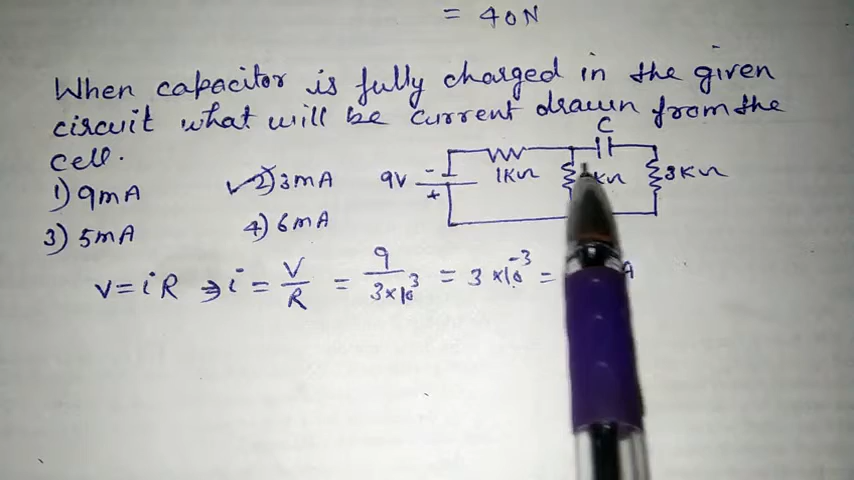 = 40N
When capacitor is fully charged in the given
circuit what will be current drawn from the
cell.
C
9V - + 1KΩ KΩ 3KΩ
1) 9mA 2) 3mA
3) 5mA 4) 6mA
V = iR ⇒ i = V/R = 9/3×10³ = 3×10⁻³ = A